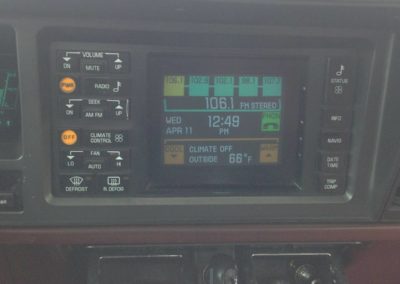 VOLUME
DN UP
MUTE
Pwr RADIO
SEEK
DN AM FM UP
OFF CLIMATE CONTROL
FAN
LO AUTO HI
DEFROST R. DEFOG
106.1
106.1 FM STEREO
WED 12:49
APR 11 PM
CLIMATE OFF
OUTSIDE 66°F
STATUS
INFO
NAVIG
DATE TIME
TRIP COMP